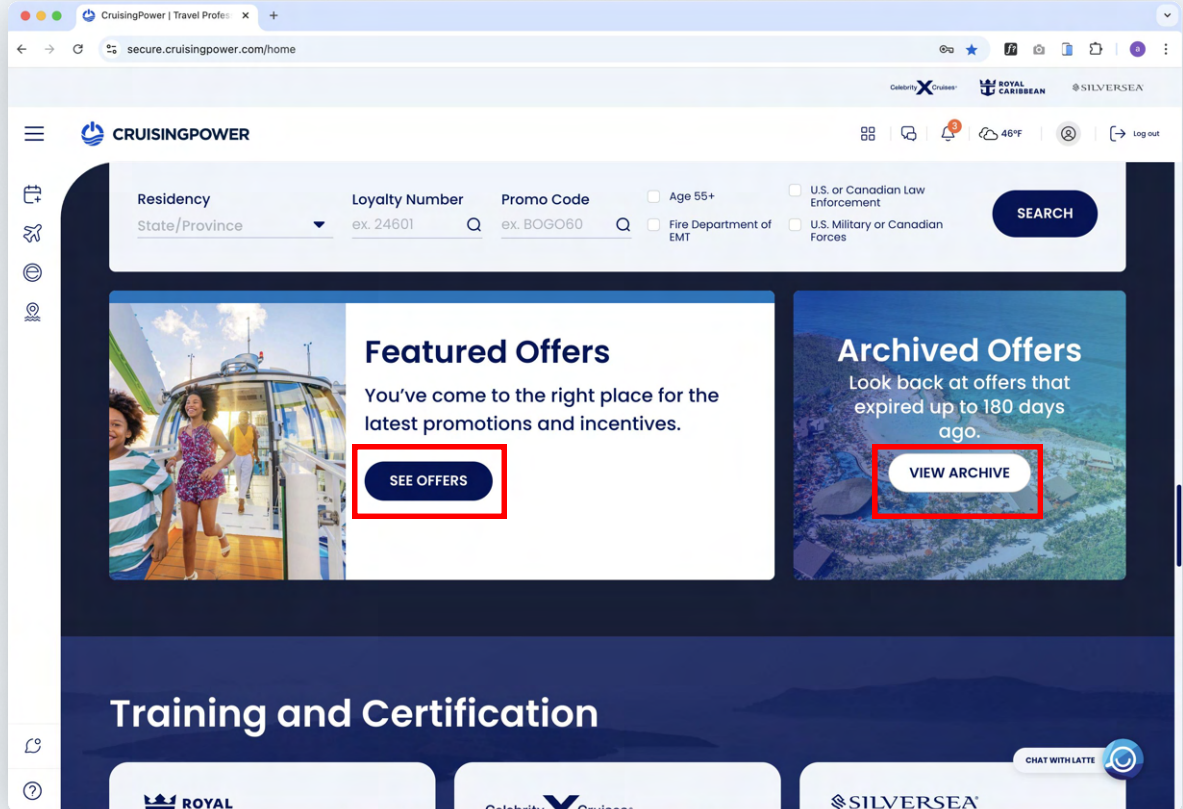 CruisingPower | Travel Profes
secure.cruisingpower.com/home
a
Celebrity X Cruises®
ROYAL
CARIBBEAN
SILVERSEA
CRUISINGPOWER
3
46°F
Log out
Residency
State/Province
Loyalty Number
ex. 24601
Promo Code
ex. BOGO60
Age 55+
Fire Department of
EMT
U.S. or Canadian Law
Enforcement
U.S. Military or Canadian
Forces
SEARCH
Featured Offers
You’ve come to the right place for the
latest promotions and incentives.
SEE OFFERS
Archived Offers
Look back at offers that
expired up to 180 days
ago.
VIEW ARCHIVE
Training and Certification
CHAT WITH LATTE
ROYAL
Celebrity X Cruises®
SILVERSEA®